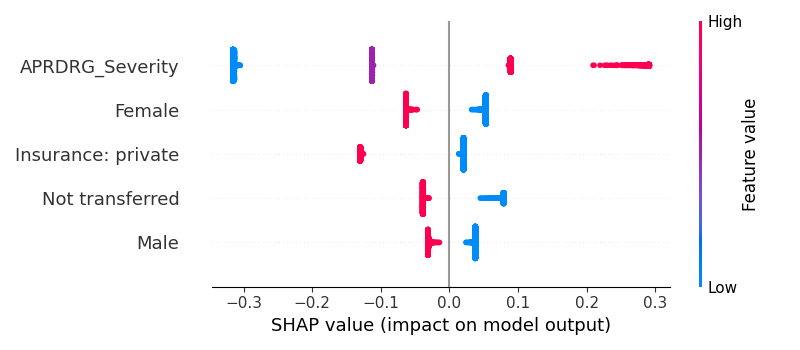 High
APRDRG_Severity
Female
Insurance: private
Not transferred
Male
Feature value
Low
−0.3 −0.2 −0.1 0.0 0.1 0.2 0.3
SHAP value (impact on model output)